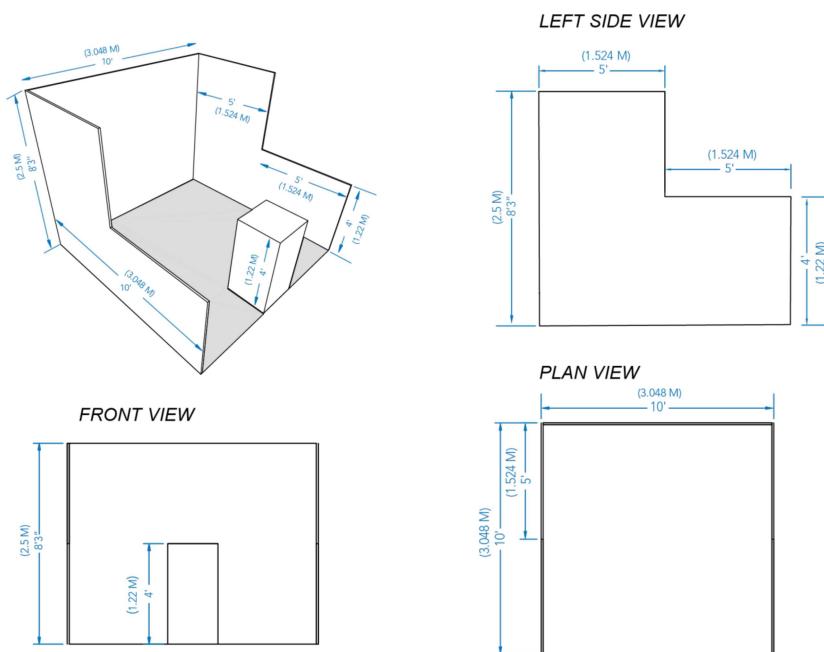 LEFT SIDE VIEW
(3.048 M)
10'
5'
(1.524 M)
(2.5 M)
8'3"
5'
(1.524 M)
4'
(1.22 M)
(1.22 M)
4'
(3.048 M)
10'
(1.524 M)
5'
(1.524 M)
5'
(2.5 M)
8'3"
4'
(1.22 M)
FRONT VIEW
(2.5 M)
8'3"
(1.22 M)
4'
PLAN VIEW
(3.048 M)
10'
(1.524 M)
5'
(3.048 M)
10'